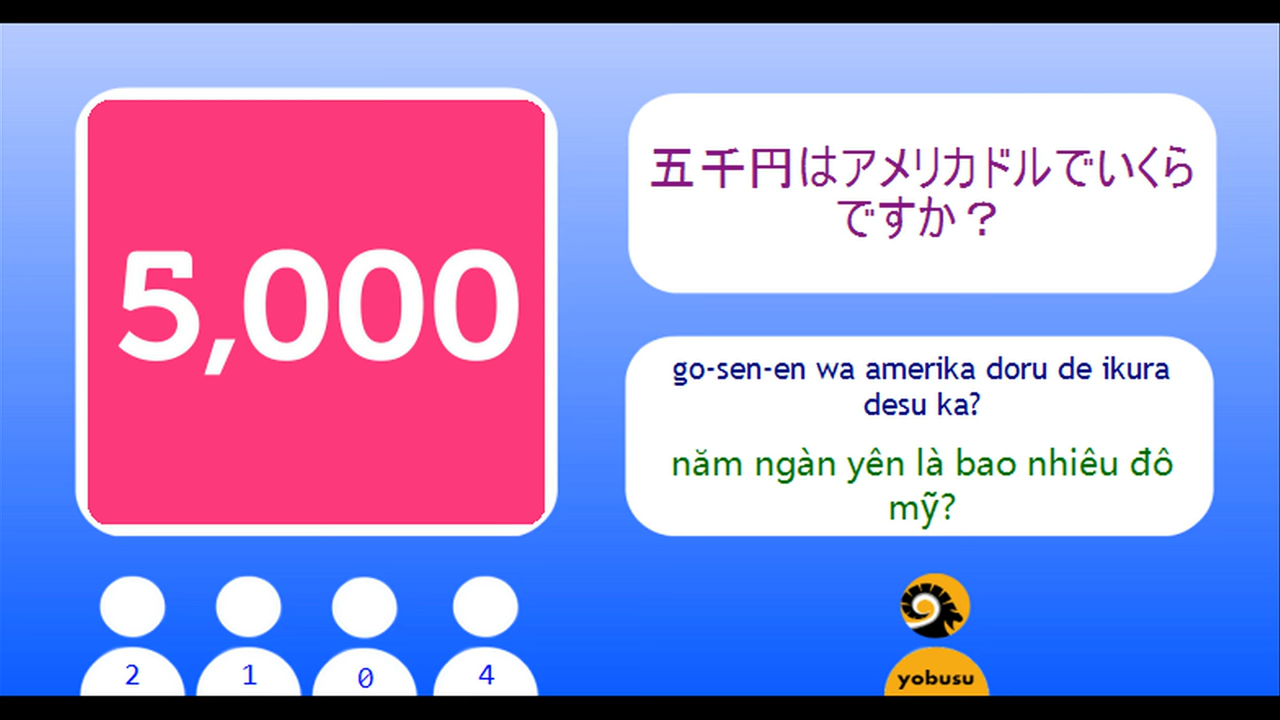 5,000
五千円はアメリカドルでいくら
ですか？
go-sen-en wa amerika doru de ikura
desu ka?
năm ngàn yên là bao nhiêu đô
mỹ?
2 1 0 4
yobusu